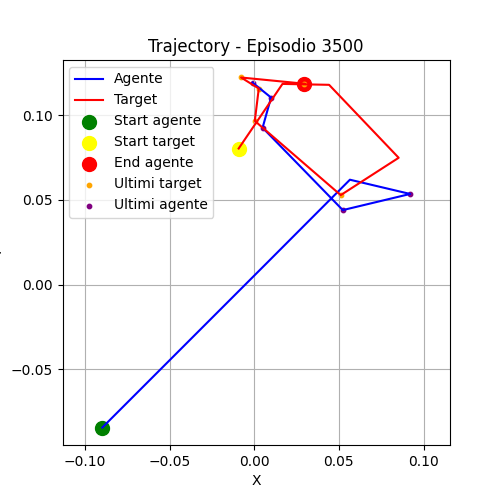 Trajectory - Episodio 3500
Agente
Target
Start agente
Start target
End agente
Ultimi target
Ultimi agente
0.10
0.05
0.00
−0.05
−0.10
−0.05
0.00
0.05
0.10
X